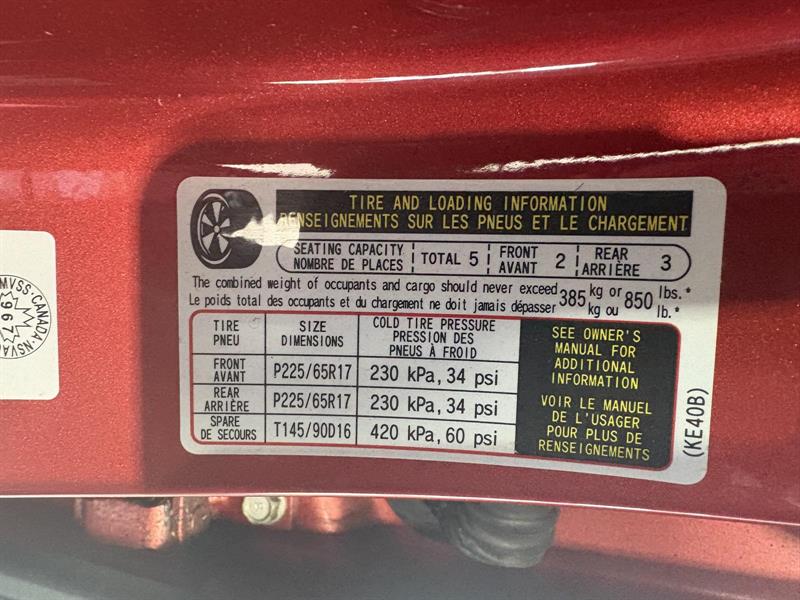 TIRE AND LOADING INFORMATION
RENSEIGNEMENTS SUR LES PNEUS ET LE CHARGEMENT
SEATING CAPACITY
NOMBRE DE PLACES
TOTAL 5
FRONT
AVANT
2
REAR
ARRIÈRE
3
The combined weight of occupants and cargo should never exceed
Le poids total des occupants et du chargement ne doit jamais dépasser
385
kg or
kg ou
850
lbs.*
lb.*
TIRE
PNEU
SIZE
DIMENSIONS
COLD TIRE PRESSURE
PRESSION DES
PNEUS À FROID
FRONT
AVANT
P225/65R17
230 kPa, 34 psi
REAR
ARRIÈRE
P225/65R17
230 kPa, 34 psi
SPARE
DE SECOURS
T145/90D16
420 kPa, 60 psi
SEE OWNER'S
MANUAL FOR
ADDITIONAL
INFORMATION
VOIR LE MANUEL
DE L'USAGER
POUR PLUS DE
RENSEIGNEMENTS
(KE40B)
MVSS·CANADA·NSVAC
967